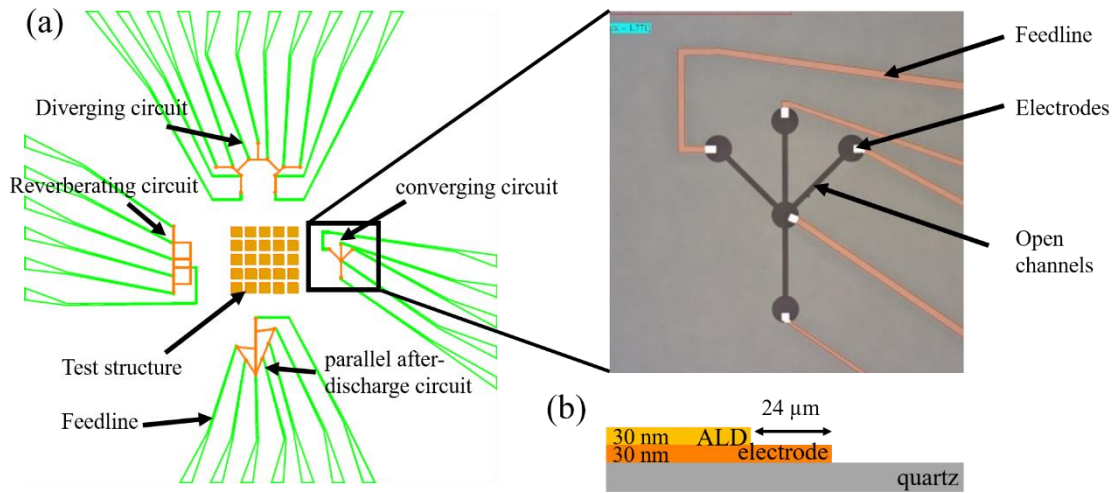 (a)
Diverging circuit
Reverberating circuit
converging circuit
Test structure
parallel after-
discharge circuit
Feedline
Feedline
Electrodes
Open
channels
(b)
24 µm
30 nm ALD
30 nm electrode
quartz